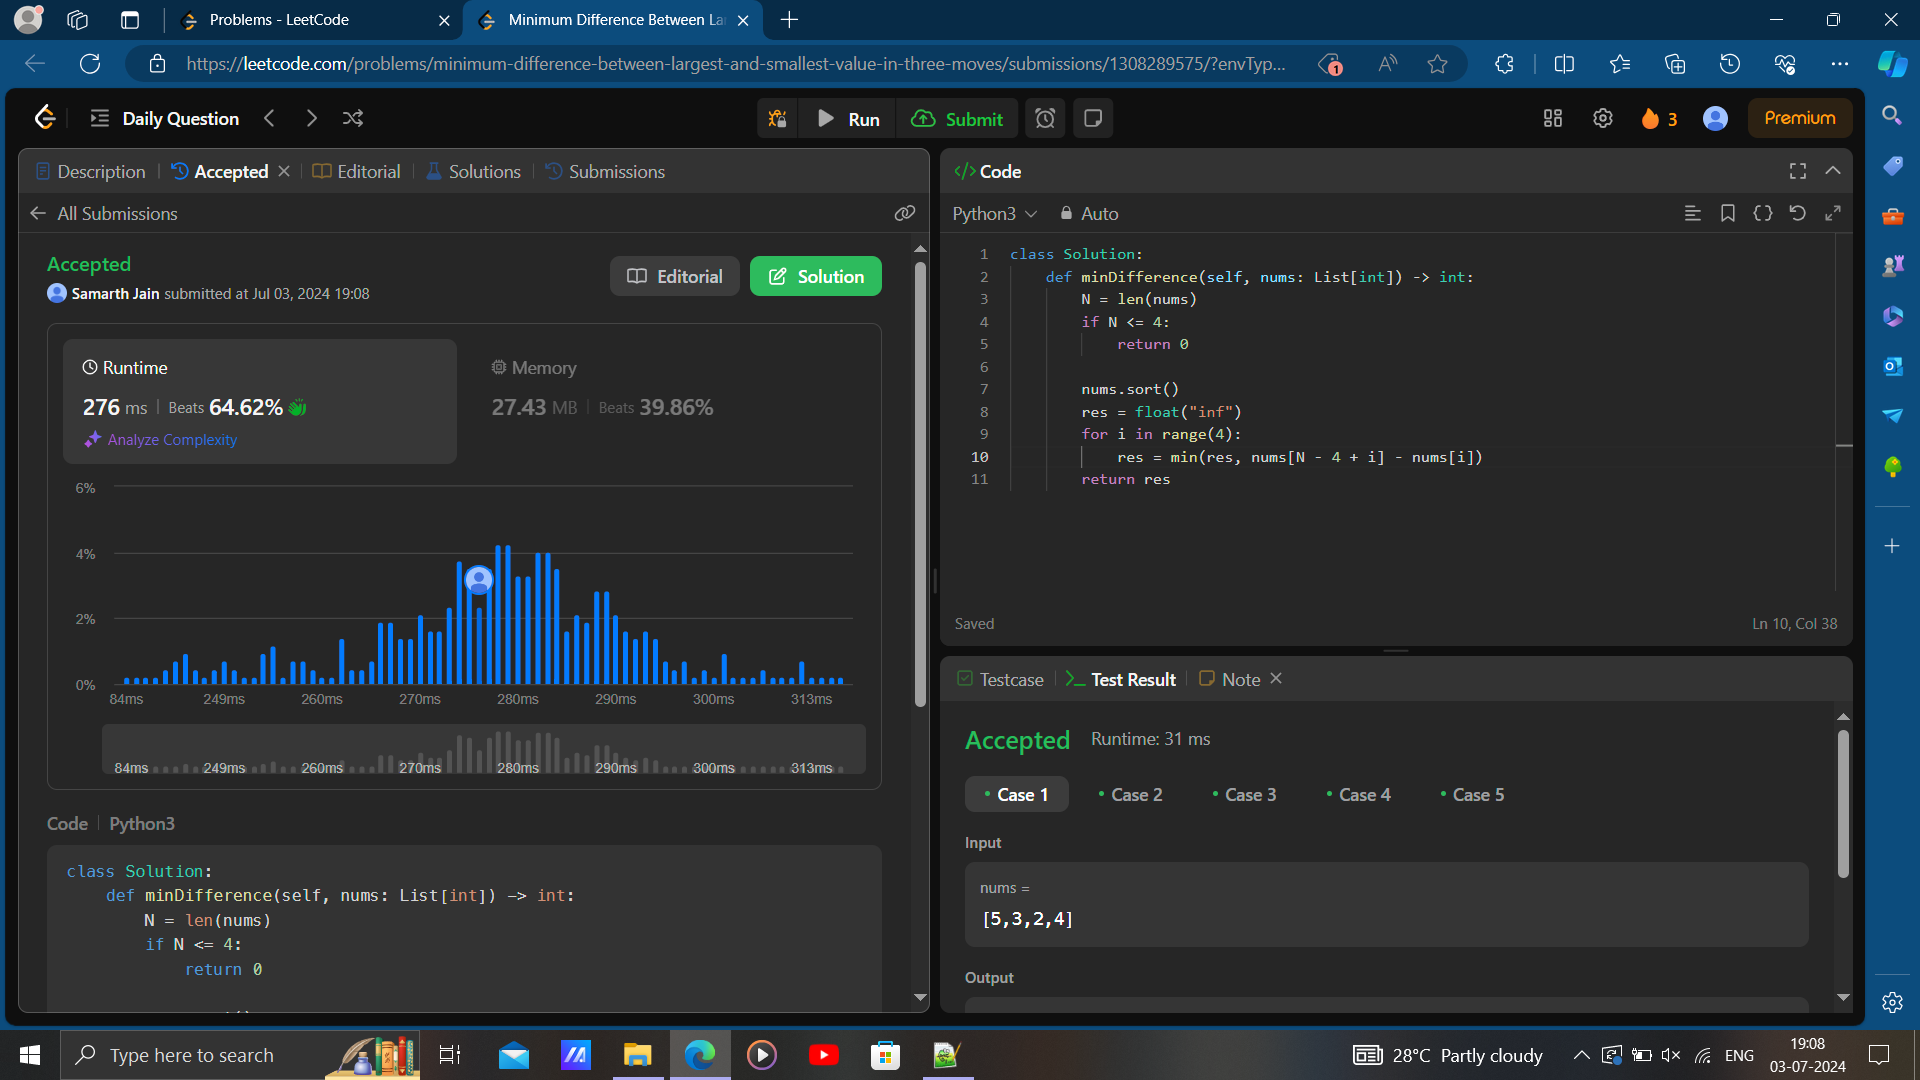 Problems - LeetCode
Minimum Difference Between La
https://leetcode.com/problems/minimum-difference-between-largest-and-smallest-value-in-three-moves/submissions/1308289575/?envTyp...
1
Daily Question
Run
Submit
3
Premium
Description
Accepted
Editorial
Solutions
Submissions
All Submissions
Accepted
Samarth Jain submitted at Jul 03, 2024 19:08
Editorial
Solution
Runtime
276 ms | Beats 64.62%
Analyze Complexity
Memory
27.43 MB | Beats 39.86%
6%
4%
2%
0%
84ms 249ms 260ms 270ms 280ms 290ms 300ms 313ms
84ms 249ms 260ms 270ms 280ms 290ms 300ms 313ms
Code | Python3
class Solution:
    def minDifference(self, nums: List[int]) -> int:
        N = len(nums)
        if N <= 4:
            return 0
</>Code
Python3
Auto
1 class Solution:
2     def minDifference(self, nums: List[int]) -> int:
3         N = len(nums)
4         if N <= 4:
5             return 0
6
7         nums.sort()
8         res = float("inf")
9         for i in range(4):
10             res = min(res, nums[N - 4 + i] - nums[i])
11         return res
Saved
Ln 10, Col 38
Testcase
Test Result
Note
Accepted Runtime: 31 ms
• Case 1 • Case 2 • Case 3 • Case 4 • Case 5
Input
nums =
[5,3,2,4]
Output
Type here to search
28°C Partly cloudy
ENG
19:08
03-07-2024